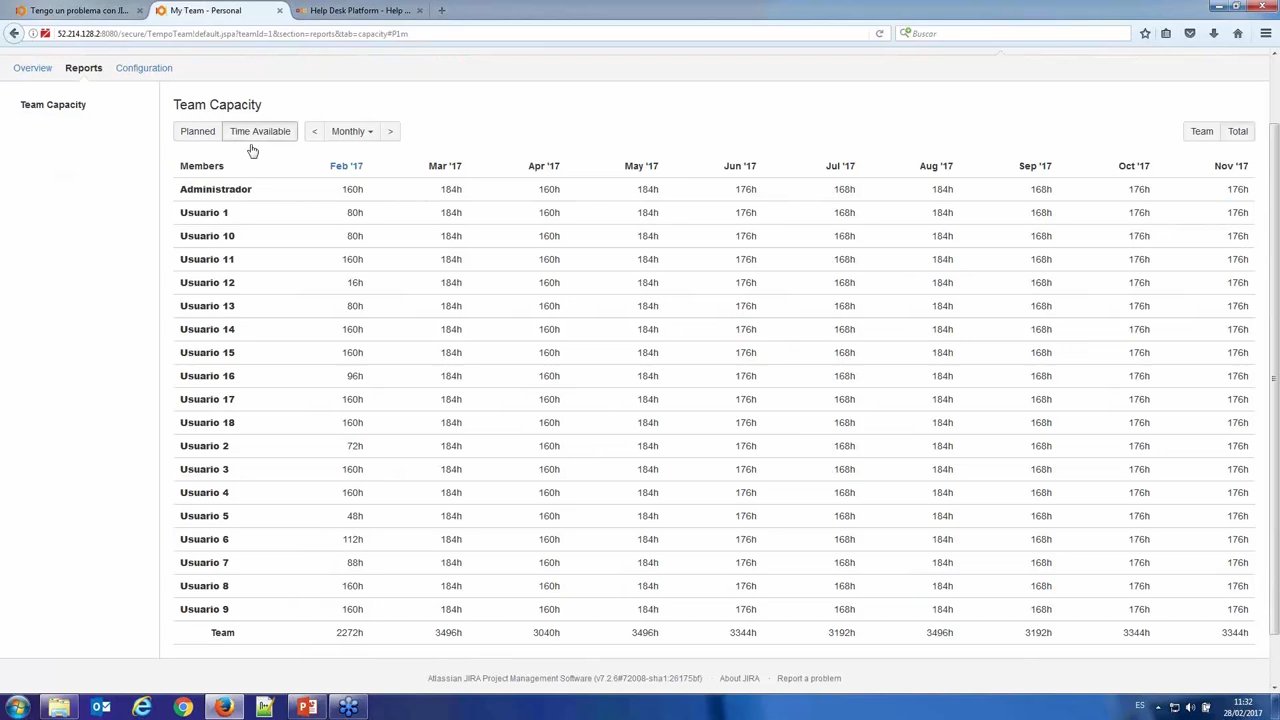 Tengo un problema con JI...
My Team - Personal
Help Desk Platform - Help ...
52.214.128.2:8080/secure/TempoTeam!default.jspa?teamId=1&section=reports&tab=capacity#P1m
Buscar
Overview Reports Configuration
Team Capacity
Team Capacity
Planned Time Available < Monthly > Team Total
Members Feb '17 Mar '17 Apr '17 May '17 Jun '17 Jul '17 Aug '17 Sep '17 Oct '17 Nov '17
Administrador 160h 184h 160h 184h 176h 168h 184h 168h 176h 176h
Usuario 1 80h 184h 160h 184h 176h 168h 184h 168h 176h 176h
Usuario 10 80h 184h 160h 184h 176h 168h 184h 168h 176h 176h
Usuario 11 160h 184h 160h 184h 176h 168h 184h 168h 176h 176h
Usuario 12 16h 184h 160h 184h 176h 168h 184h 168h 176h 176h
Usuario 13 80h 184h 160h 184h 176h 168h 184h 168h 176h 176h
Usuario 14 160h 184h 160h 184h 176h 168h 184h 168h 176h 176h
Usuario 15 160h 184h 160h 184h 176h 168h 184h 168h 176h 176h
Usuario 16 96h 184h 160h 184h 176h 168h 184h 168h 176h 176h
Usuario 17 160h 184h 160h 184h 176h 168h 184h 168h 176h 176h
Usuario 18 160h 184h 160h 184h 176h 168h 184h 168h 176h 176h
Usuario 2 72h 184h 160h 184h 176h 168h 184h 168h 176h 176h
Usuario 3 160h 184h 160h 184h 176h 168h 184h 168h 176h 176h
Usuario 4 160h 184h 160h 184h 176h 168h 184h 168h 176h 176h
Usuario 5 48h 184h 160h 184h 176h 168h 184h 168h 176h 176h
Usuario 6 112h 184h 160h 184h 176h 168h 184h 168h 176h 176h
Usuario 7 88h 184h 160h 184h 176h 168h 184h 168h 176h 176h
Usuario 8 160h 184h 160h 184h 176h 168h 184h 168h 176h 176h
Usuario 9 160h 184h 160h 184h 176h 168h 184h 168h 176h 176h
Team 2272h 3496h 3040h 3496h 3344h 3192h 3496h 3192h 3344h 3344h
Atlassian JIRA Project Management Software (v7.2.6#72008-sha1:26175bf) About JIRA · Report a problem
ES
11:32
28/02/2017